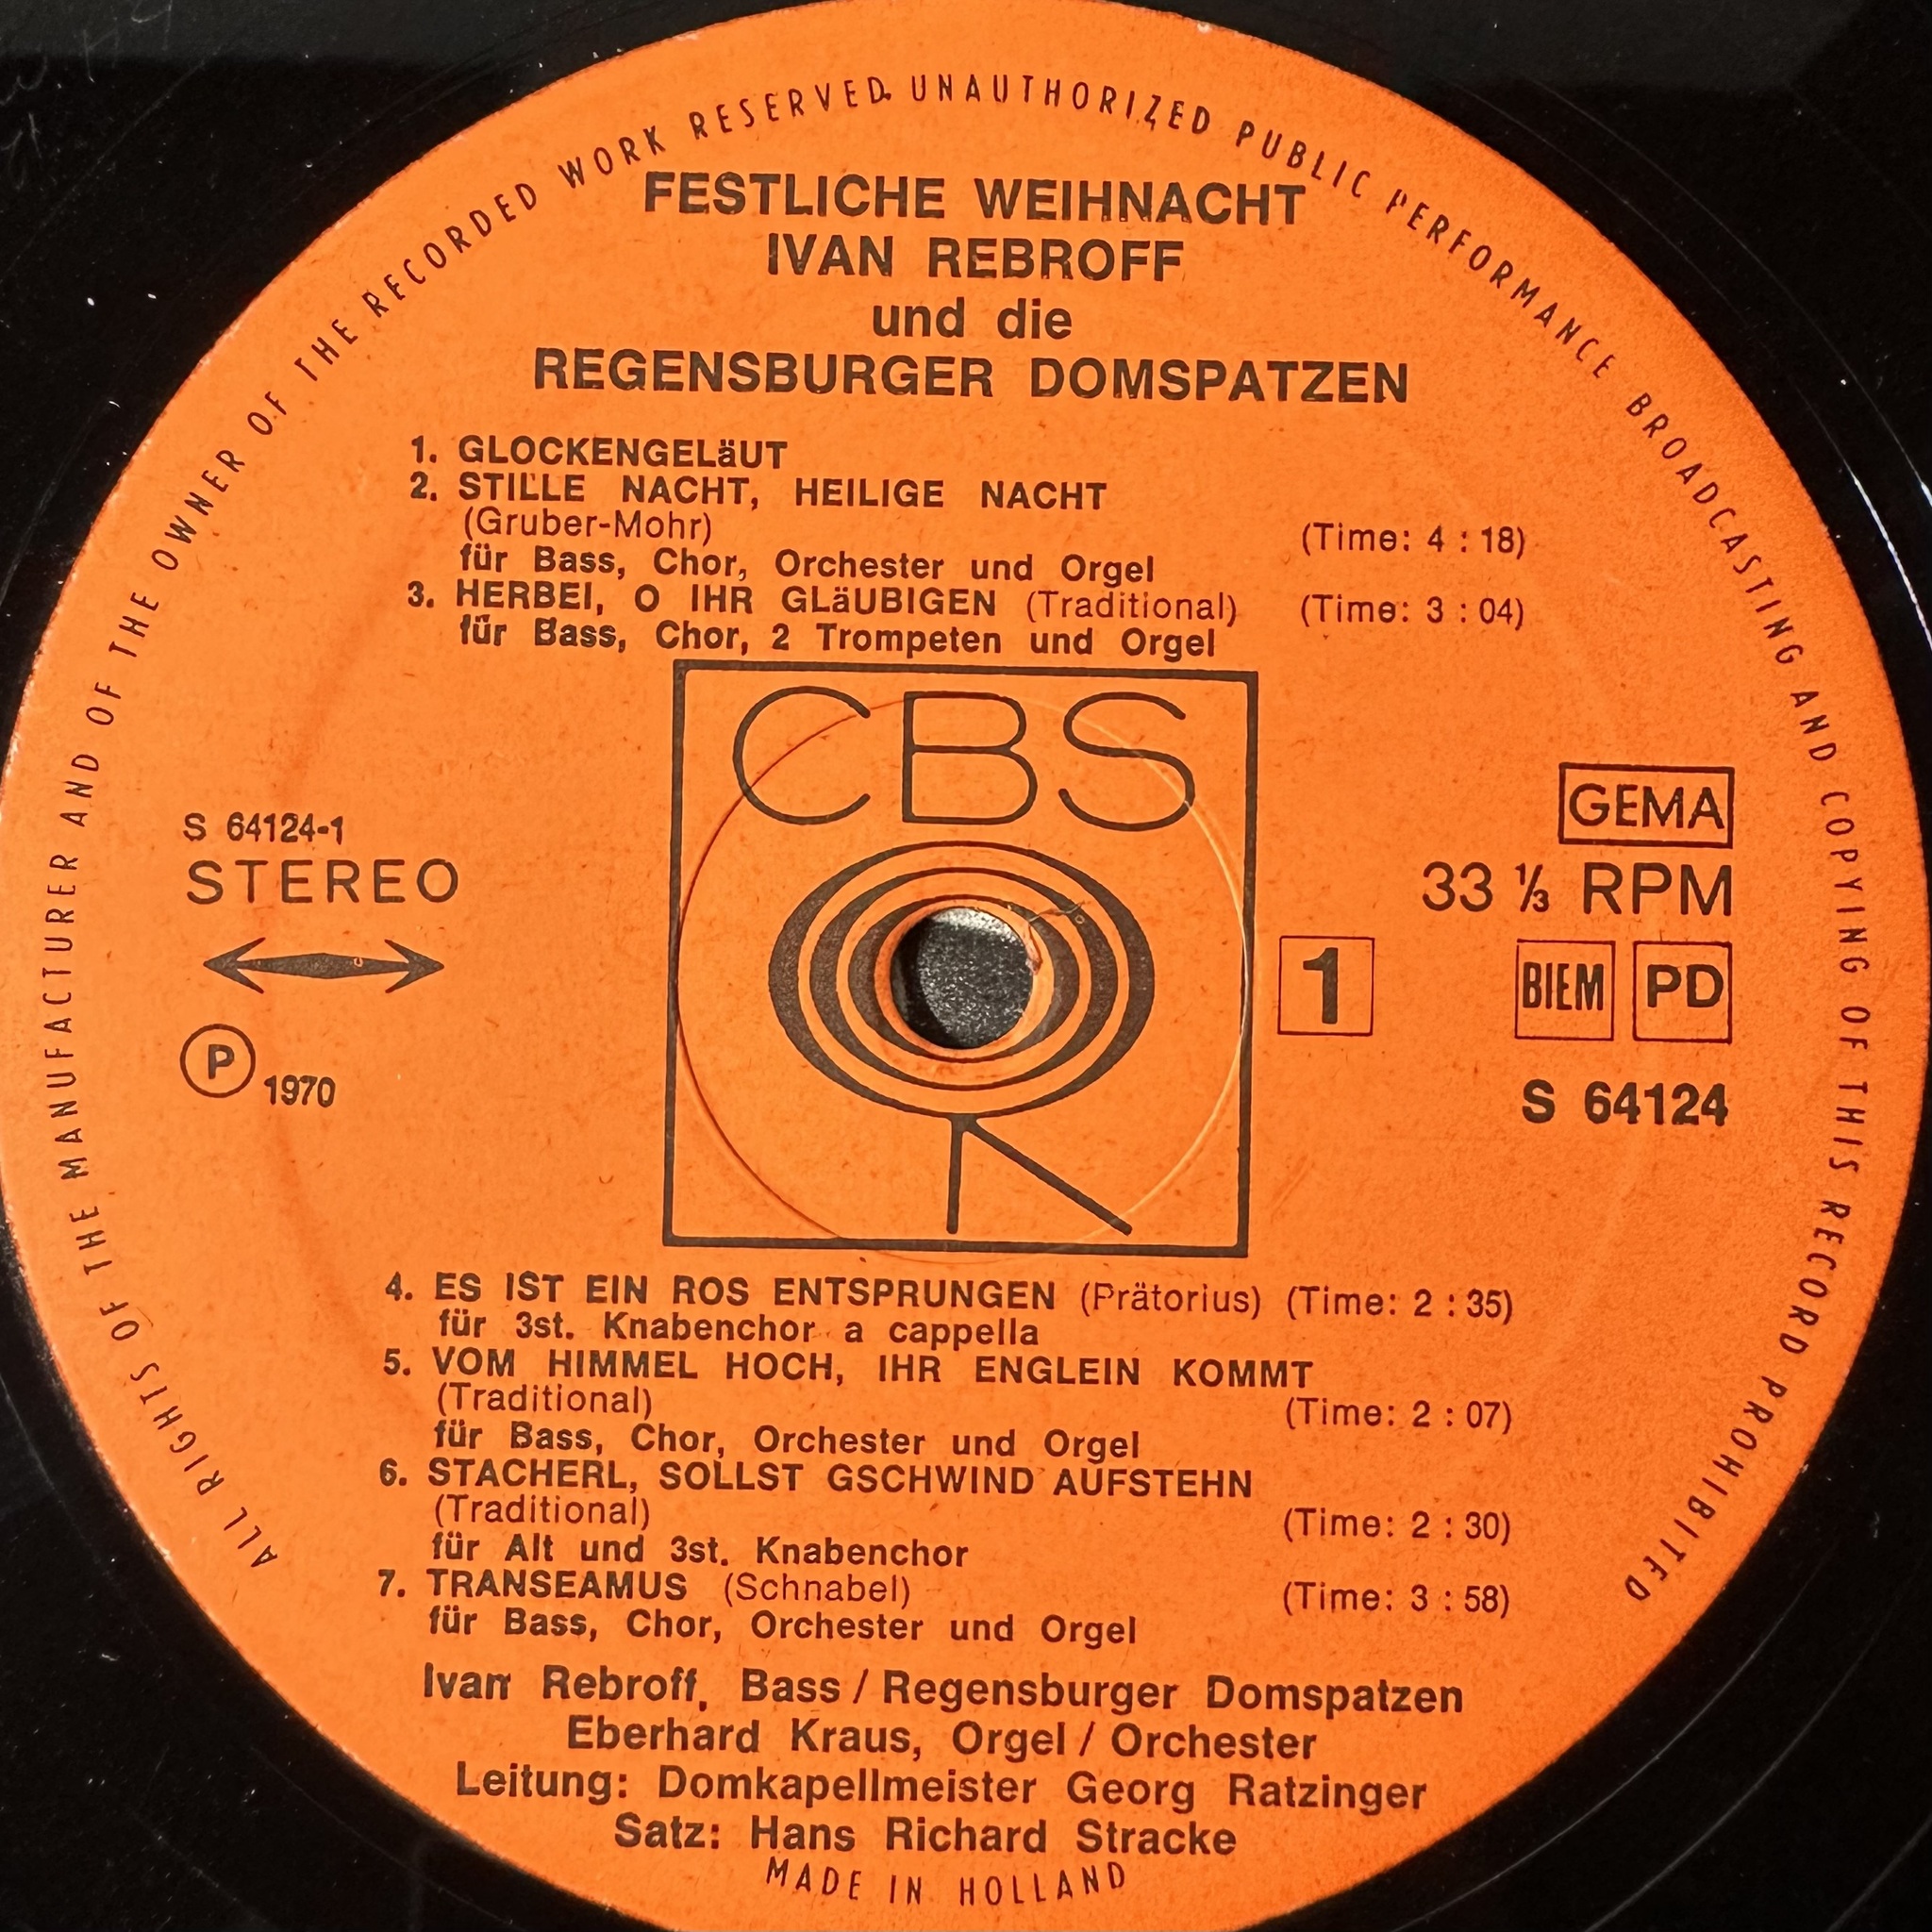 ALL RIGHTS OF THE MANUFACTURER AND OF THE OWNER OF THE RECORDED WORK RESERVED. UNAUTHORIZED PUBLIC PERFORMANCE BROADCASTING AND COPYING OF THIS RECORD PROHIBITED
FESTLICHE WEIHNACHT
IVAN REBROFF
und die
REGENSBURGER DOMSPATZEN
1. GLOCKENGELäUT
2. STILLE NACHT, HEILIGE NACHT
(Gruber-Mohr) (Time: 4 : 18)
für Bass, Chor, Orchester und Orgel
3. HERBEI, O IHR GLäUBIGEN (Traditional) (Time: 3 : 04)
für Bass, Chor, 2 Trompeten und Orgel
CBS
S 64124-1
STEREO
P 1970
GEMA
33 ⅓ RPM
1
BIEM PD
S 64124
4. ES IST EIN ROS ENTSPRUNGEN (Prätorius) (Time: 2 : 35)
für 3st. Knabenchor a cappella
5. VOM HIMMEL HOCH, IHR ENGLEIN KOMMT
(Traditional) (Time: 2 : 07)
für Bass, Chor, Orchester und Orgel
6. STACHERL, SOLLST GSCHWIND AUFSTEHN
(Traditional) (Time: 2 : 30)
für Alt und 3st. Knabenchor
7. TRANSEAMUS (Schnabel) (Time: 3 : 58)
für Bass, Chor, Orchester und Orgel
Ivan Rebroff, Bass / Regensburger Domspatzen
Eberhard Kraus, Orgel / Orchester
Leitung: Domkapellmeister Georg Ratzinger
Satz: Hans Richard Stracke
MADE IN HOLLAND